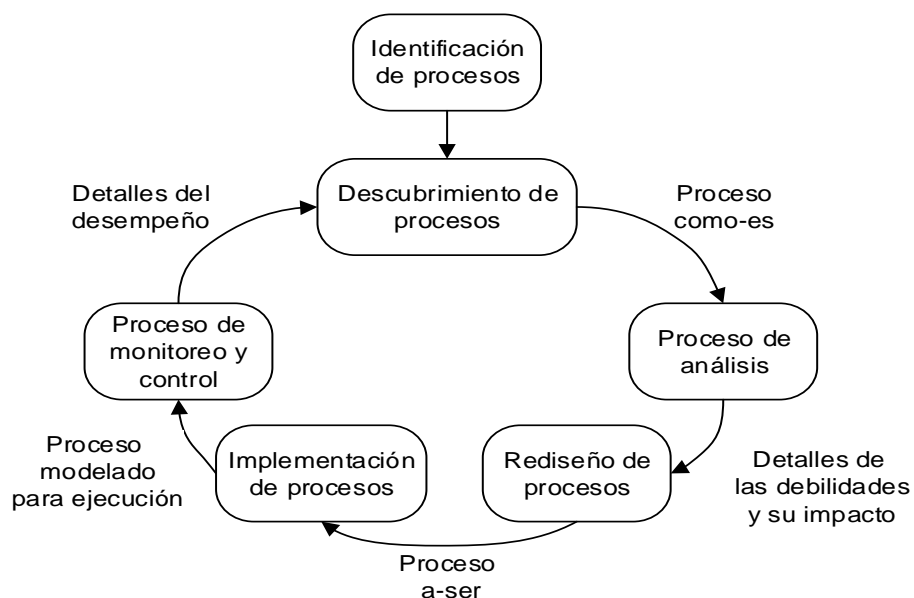 Identificación
de procesos
Descubrimiento de
procesos
Detalles del
desempeño
Proceso
como-es
Proceso de
monitoreo y
control
Proceso de
análisis
Proceso
modelado
para ejecución
Implementación
de procesos
Rediseño de
procesos
Detalles de
las debilidades
y su impacto
Proceso
a-ser